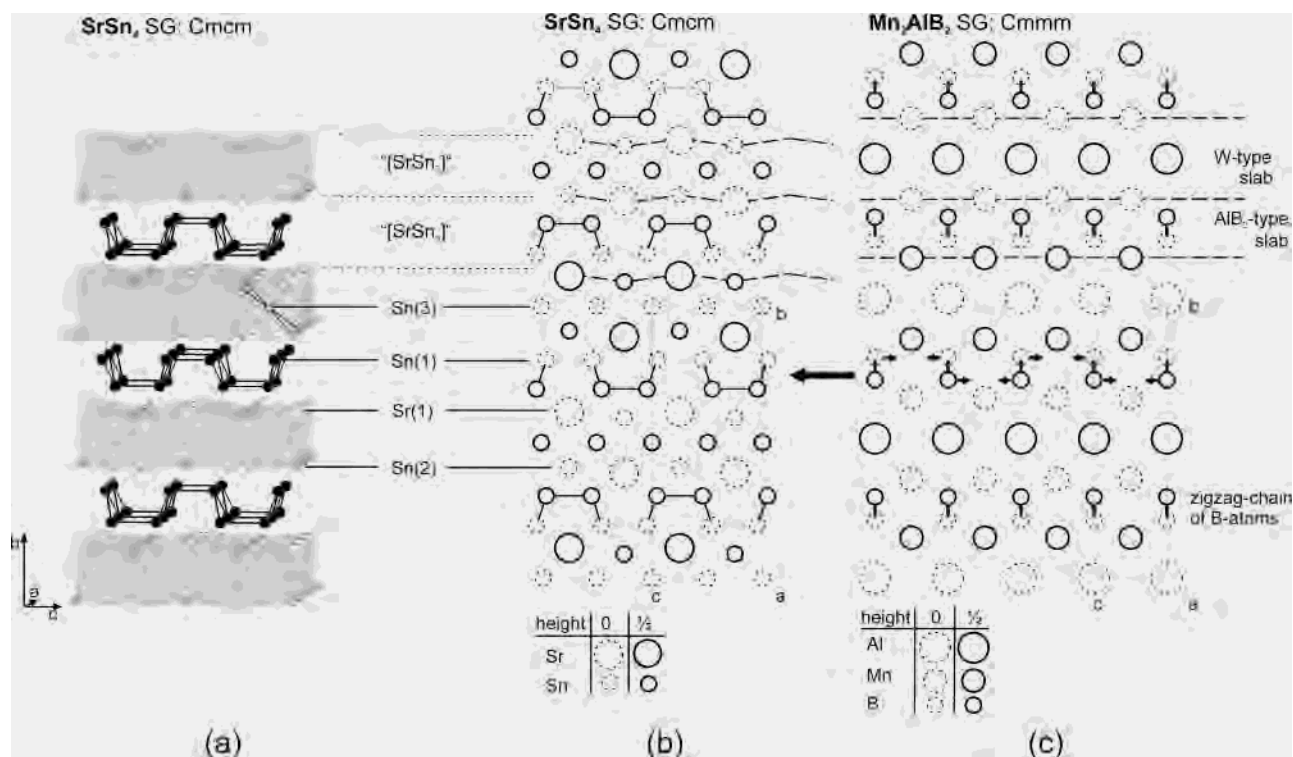 SrSn₄ SG: Cmcm
SrSn₄ SG: Cmcm
Mn₂AlB₂ SG: Cmmm
"[SrSn₂]"
"[SrSn₂]"
Sn(3)
Sn(1)
Sr(1)
Sn(2)
W-type
slab
AlB₂-type
slab
zigzag-chain
of B-atoms
b
a
c
b
c
a
b
c
a
height 0 ½
Sr
Sn
height 0 ½
Al
Mn
B
(a)
(b)
(c)